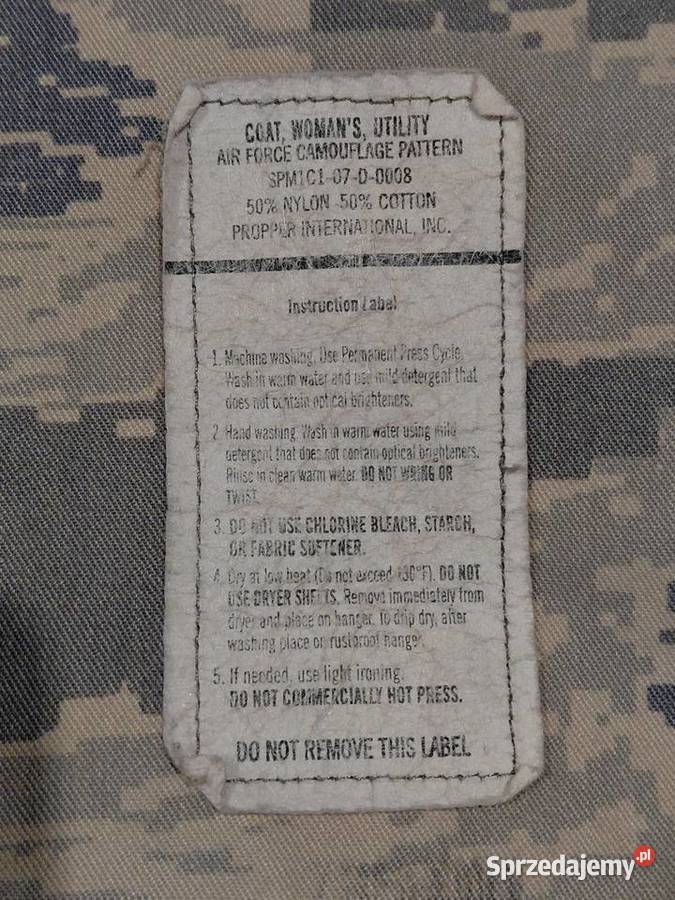 COAT, WOMAN'S, UTILITY
AIR FORCE CAMOUFLAGE PATTERN
SPM1C1-07-D-0008
50% NYLON 50% COTTON
PROPPER INTERNATIONAL, INC.
Instruction Label
1. Machine washing. Use Permanent Press Cycle.
Wash in warm water and use mild detergent that
does not contain optical brighteners.
2. Hand washing. Wash in warm water using mild
detergent that does not contain optical brighteners.
Rinse in clean warm water. DO NOT WRING OR
TWIST.
3. DO NOT USE CHLORINE BLEACH, STARCH,
OR FABRIC SOFTENER.
4. Dry at low heat (Do not exceed 130°F). DO NOT
USE DRYER SHEETS. Remove immediately from
dryer and place on hanger. To drip dry, after
washing place on rustproof hanger.
5. If needed, use light ironing.
DO NOT COMMERCIALLY HOT PRESS.
DO NOT REMOVE THIS LABEL
Sprzedajemy.pl